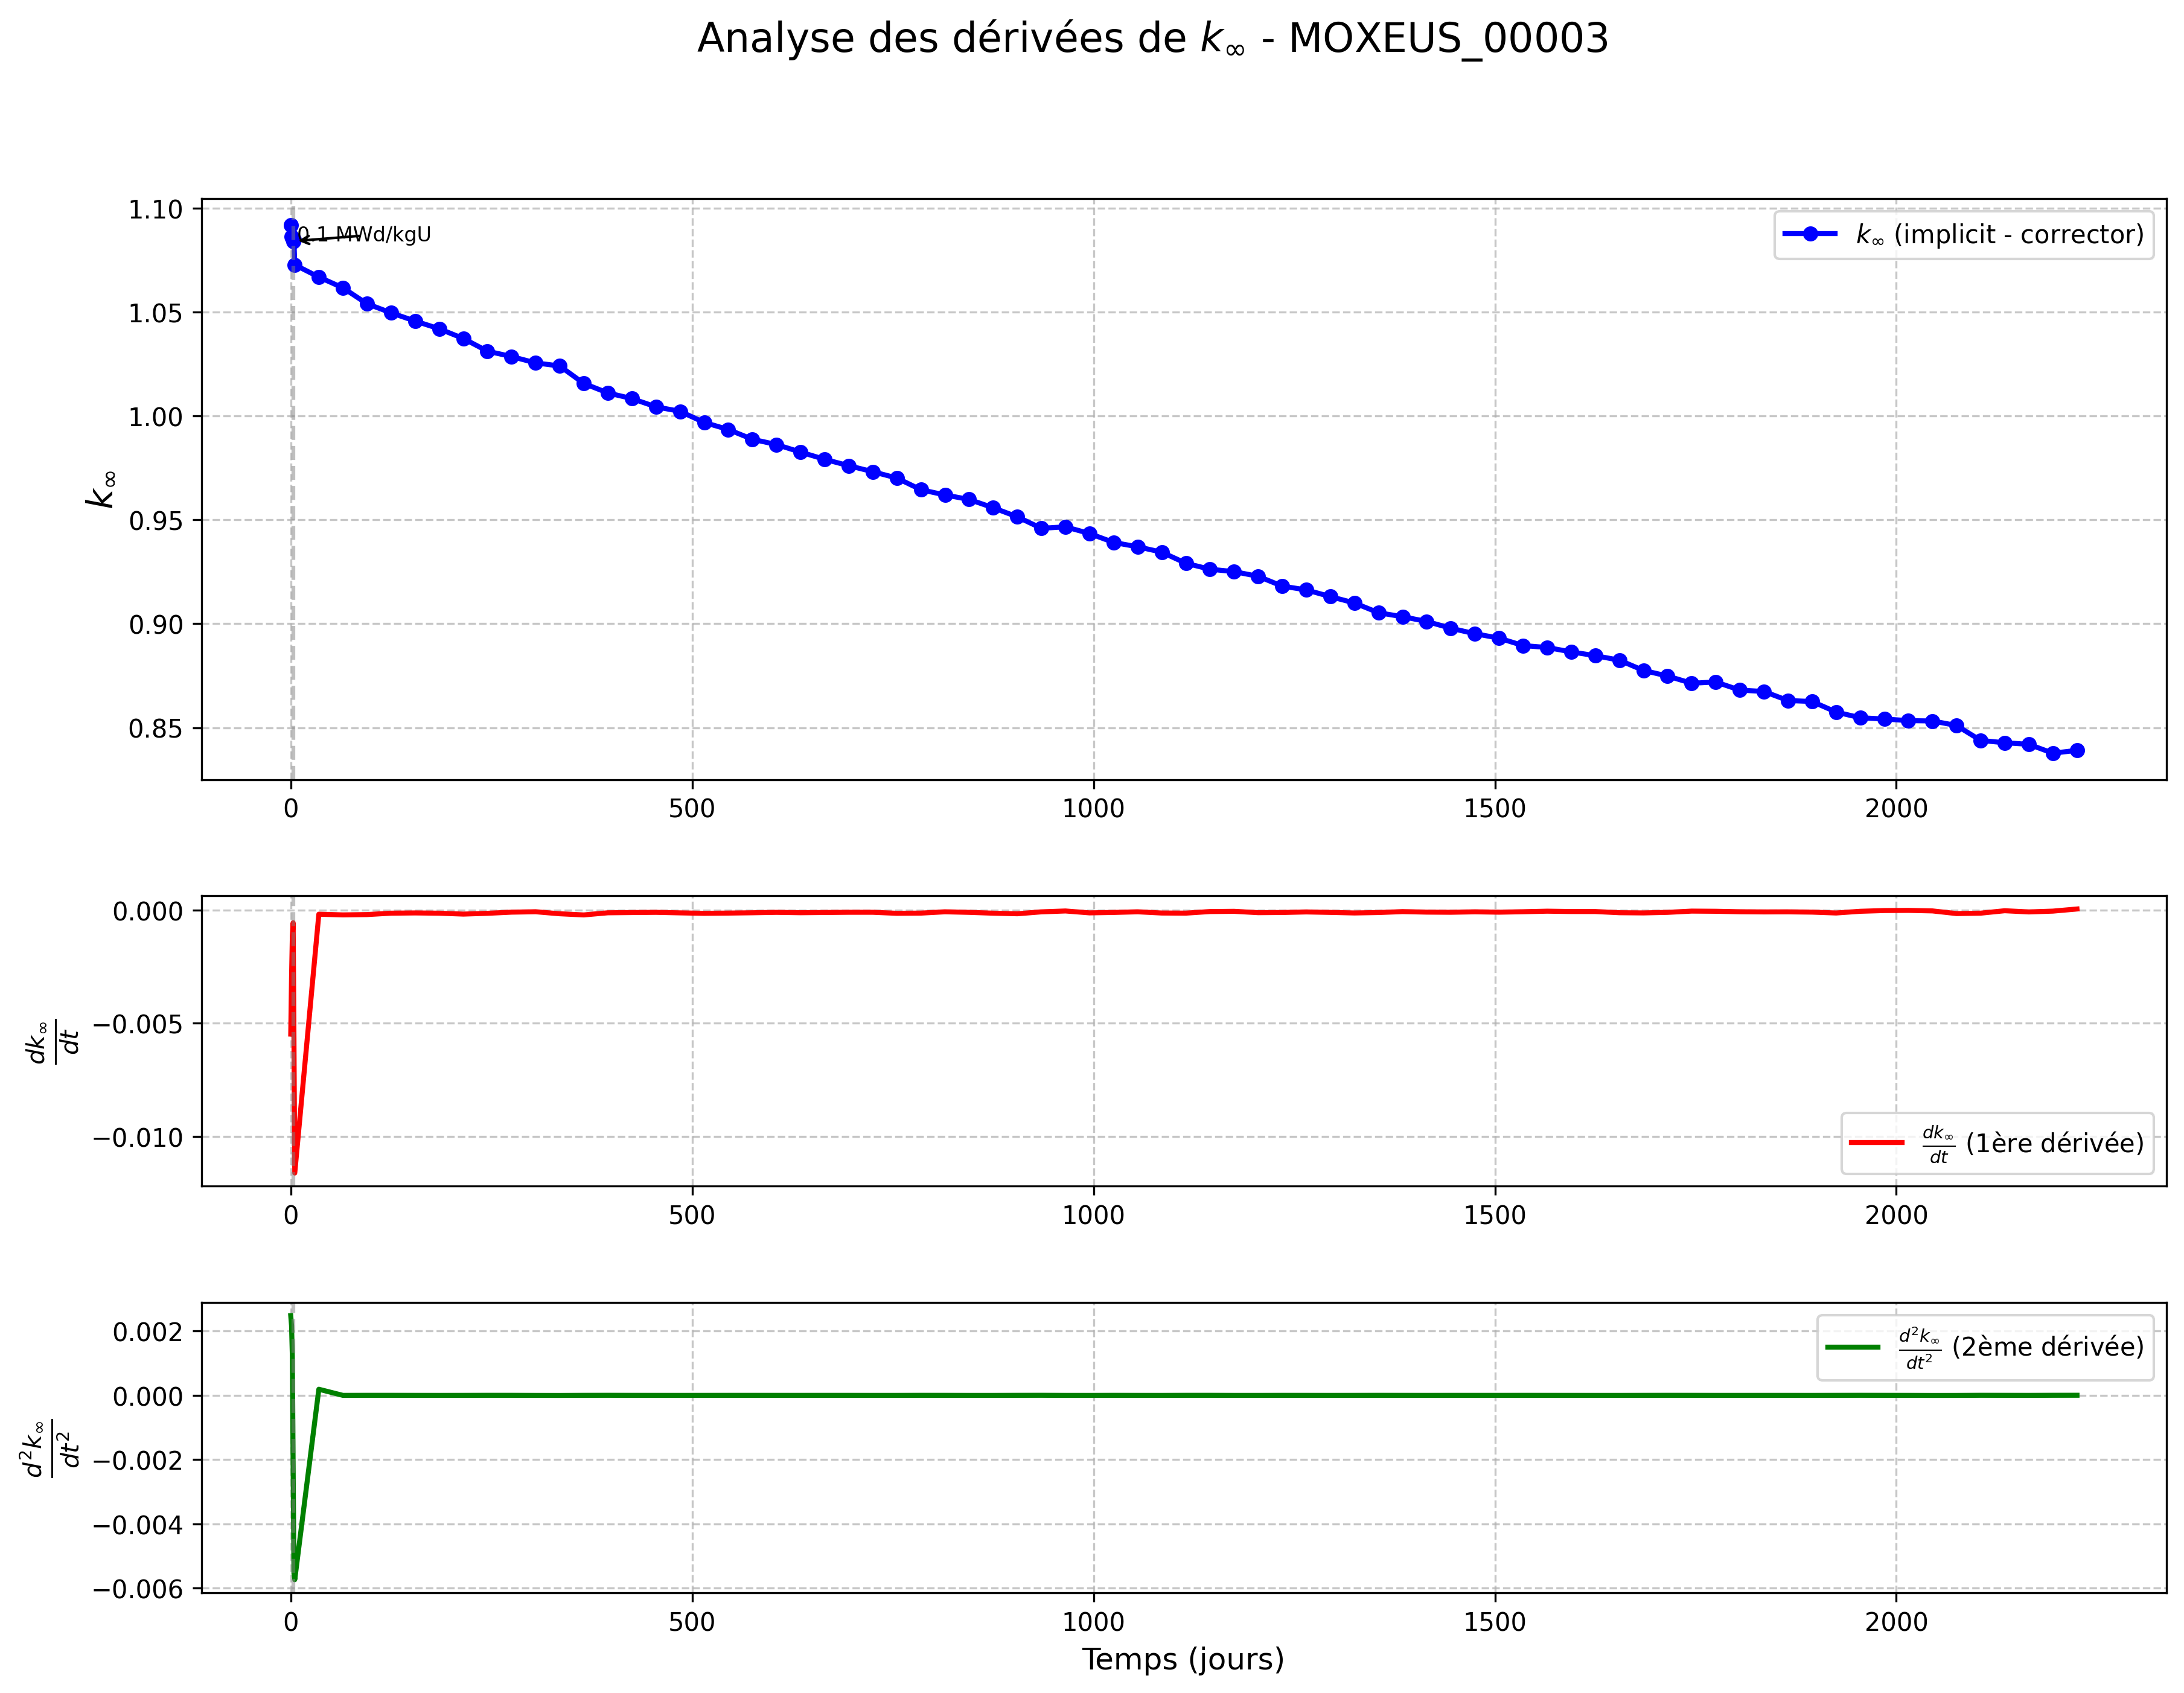 Analyse des dérivées de k∞ - MOXEUS_00003
1.10
1.05
1.00
0.95
0.90
0.85
k∞
0.1 MWd/kgU
k∞ (implicit - corrector)
0 500 1000 1500 2000
0.000
−0.005
−0.010
dk∞/dt
dk∞/dt (1ère dérivée)
0 500 1000 1500 2000
0.002
0.000
−0.002
−0.004
−0.006
d²k∞/dt²
d²k∞/dt² (2ème dérivée)
0 500 1000 1500 2000
Temps (jours)